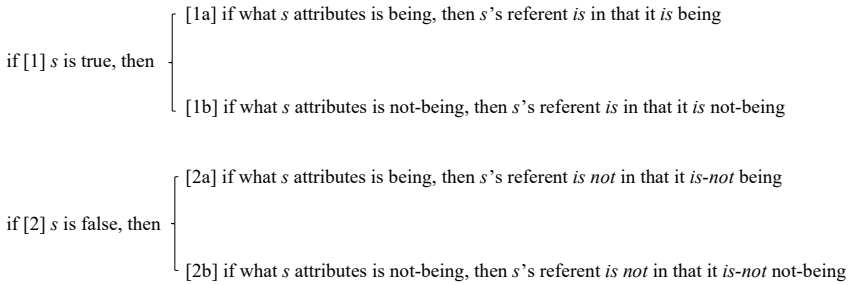 [1a] if what s attributes is being, then s's referent is in that it is being
if [1] s is true, then
[1b] if what s attributes is not-being, then s's referent is in that it is not-being
[2a] if what s attributes is being, then s's referent is not in that it is-not being
if [2] s is false, then
[2b] if what s attributes is not-being, then s's referent is not in that it is-not not-being